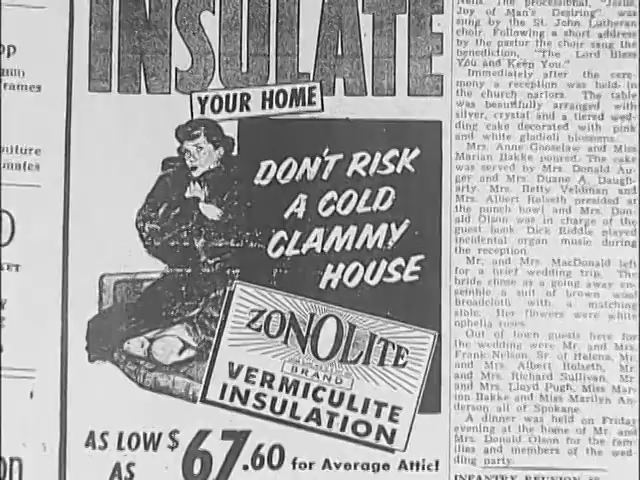 INSULATE
YOUR HOME
DON'T RISK
A COLD
CLAMMY
HOUSE
ZONOLITE
BRAND
VERMICULITE
INSULATION
AS LOW $
AS
67.60 for Average Attic!
Joy of Man's Desiring" was
sung by the St. John Lutheran
choir. Following a short address
by the pastor the choir sang the
benediction, "The Lord Bless
You and Keep You."
Immediately after the cere-
mony a reception was held in
the church parlors. The table
was beautifully arranged with
silver, crystal and a tiered wed-
ding cake decorated with pink
and white gladioli blossoms.
Mrs. Anne Gooselaw and Miss
Marian Bakke poured. The cake
was served by Mrs. Donald Au-
ger and Mrs. Duane A. Daugh-
arty. Mrs. Betty Veldman and
Mrs. Albert Rolseth presided at
the punch bowl and Mrs. Don-
ald Olson was in charge of the
guest book. Dick Riddle played
incidental organ music during
the reception.
Mr. and Mrs. MacDonald left
for a brief wedding trip. The
bride chose as a going away en-
semble a suit of brown wool
broadcloth with a matching
stole. Her flowers were white
ophelia roses.
Out of town guest here for
the wedding were Mr. and Mrs.
Frank Nelson, Sr. of Helena, Mr.
and Mrs. Albert Rolseth, Mr.
and Mrs. Richard Sullivan, Mr.
and Mrs. Lloyd Pugh, Miss Mar-
ion Bakke and Miss Marilyn An-
derson all of Spokane.
A dinner was held on Friday
evening at the home of Mr. and
Mrs. Donald Olson for the fam-
ilies and members of the wed-
ding party.